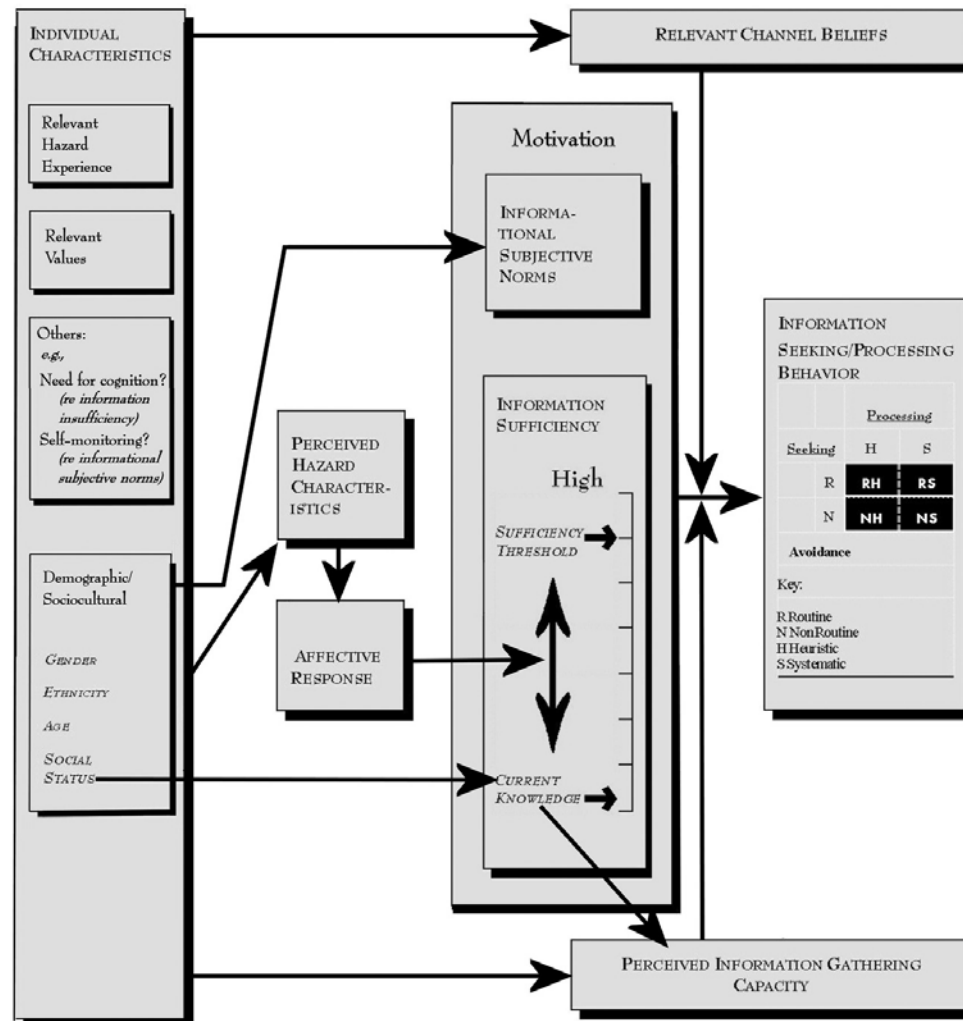 INDIVIDUAL
CHARACTERISTICS
Relevant
Hazard
Experience
Relevant
Values
Others:
e.g.,
Need for cognition?
(re information
insufficiency)
Self-monitoring?
(re informational
subjective norms)
Demographic/
Sociocultural
GENDER
ETHNICITY
AGE
SOCIAL
STATUS
PERCEIVED
HAZARD
CHARACTER-
ISTICS
AFFECTIVE
RESPONSE
RELEVANT CHANNEL BELIEFS
Motivation
INFORMA-
TIONAL
SUBJECTIVE
NORMS
INFORMATION
SUFFICIENCY
High
SUFFICIENCY
THRESHOLD
CURRENT
KNOWLEDGE
PERCEIVED INFORMATION GATHERING
CAPACITY
INFORMATION
SEEKING/PROCESSING
BEHAVIOR
Processing
Seeking H S
R RH RS
N NH NS
Avoidance
Key:
R Routine
N NonRoutine
H Heuristic
S Systematic